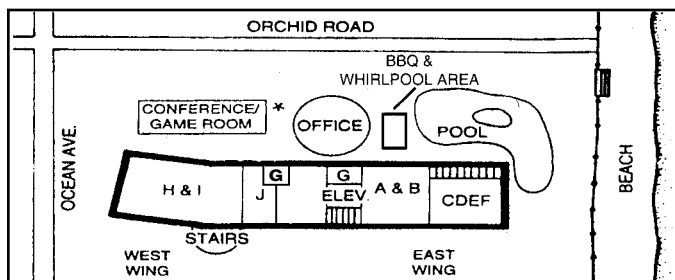 ORCHID ROAD
BBQ &
WHIRLPOOL AREA
CONFERENCE/
GAME ROOM
*
OFFICE
POOL
OCEAN AVE.
BEACH
H & I
J
G
G
ELEV.
A & B
CDEF
STAIRS
WEST
WING
EAST
WING